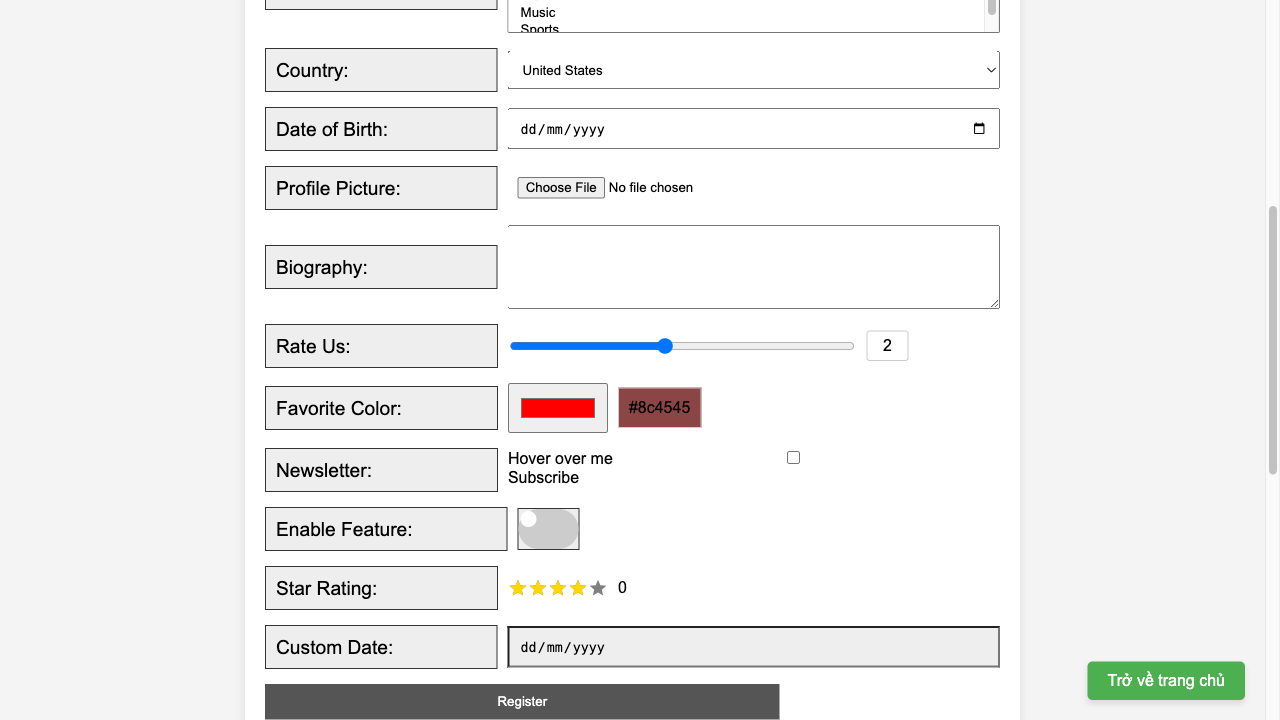 Music
Sports
Country:
United States
Date of Birth:
dd/mm/yyyy
Profile Picture:
Choose File No file chosen
Biography:
Rate Us:
2
Favorite Color:
#8c4545
Newsletter:
Hover over me
Subscribe
Enable Feature:
Star Rating:
0
Custom Date:
dd/mm/yyyy
Trở về trang chủ
Register